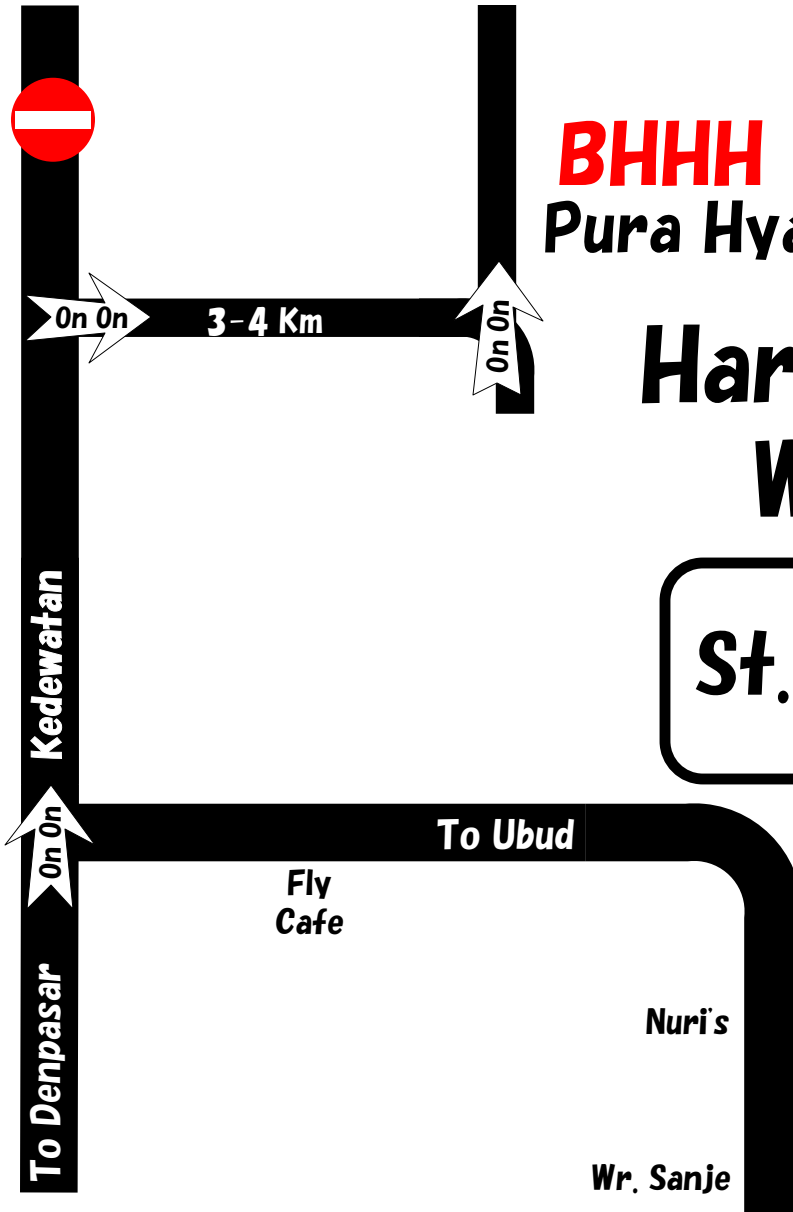 BHHH
Pura Hya
On On
3-4 Km
On On
Har
W
Kedewatan
St.
On On
To Ubud
Fly
Cafe
To Denpasar
Nuri's
Wr. Sanje